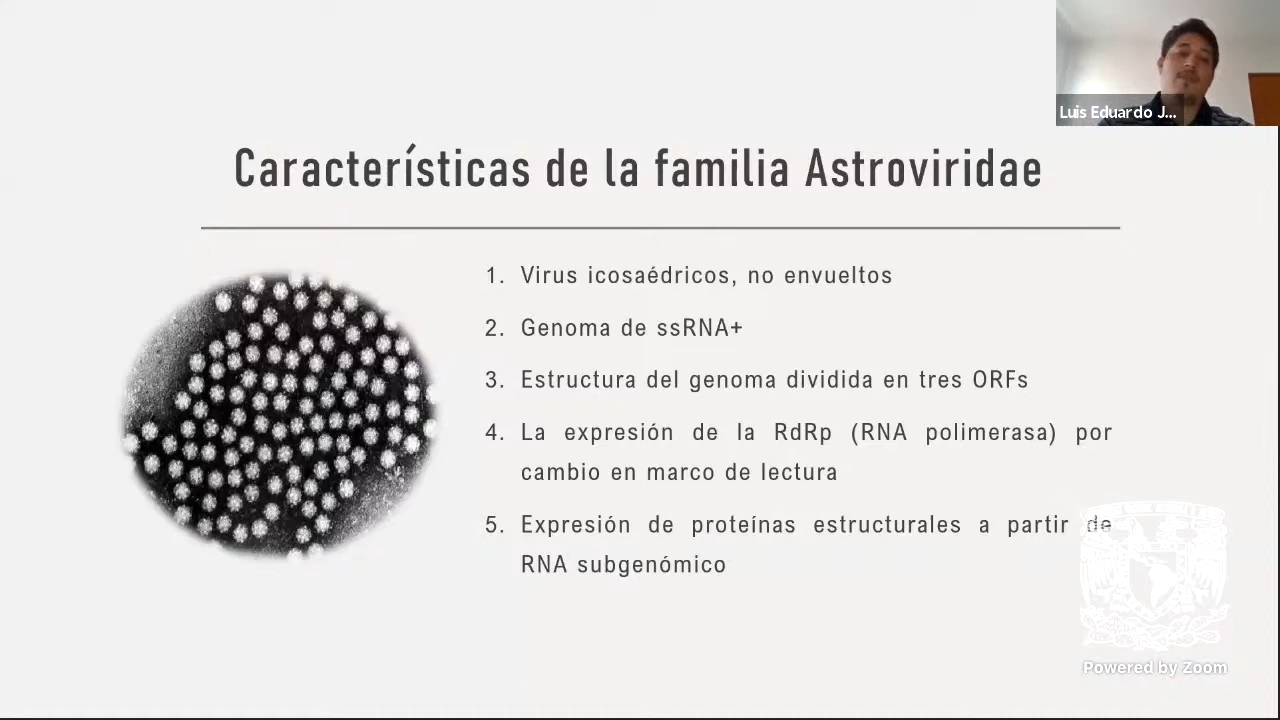 Luis Eduardo J...
Características de la familia Astroviridae
1. Virus icosaédricos, no envueltos
2. Genoma de ssRNA+
3. Estructura del genoma dividida en tres ORFs
4. La expresión de la RdRp (RNA polimerasa) por
cambio en marco de lectura
5. Expresión de proteínas estructurales a partir de
RNA subgenómico
Powered by Zoom